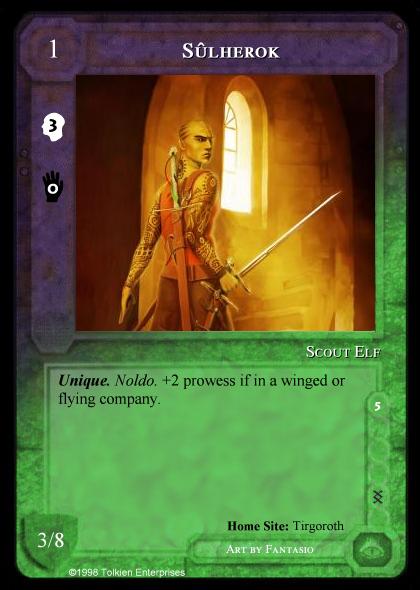 1
SÛLHEROK
3
0
SCOUT ELF
Unique. Noldo. +2 prowess if in a winged or
flying company.
5
Home Site: Tirgoroth
3/8
ART BY FANTASIO
©1998 Tolkien Enterprises